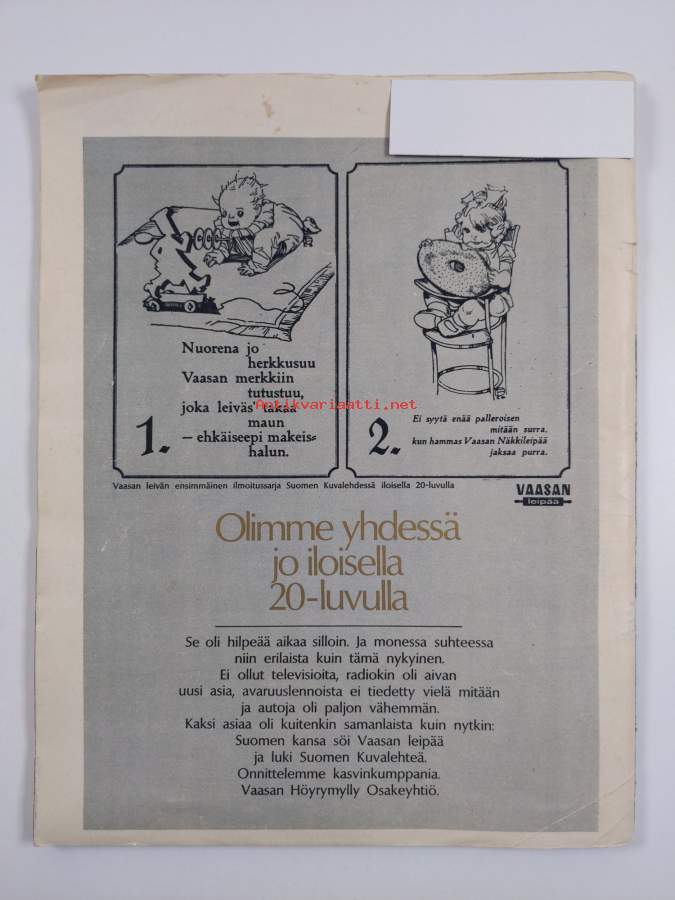 Nuorena jo
herkkusuu
Vaasan merkkiin
tutustuu,
joka leiväs' takaa
maun
– ehkäiseepi makeis-
halun.
1.
Ei syytä enää palleroisen
mitään surra,
kun hammas Vaasan Näkkileipää
jaksaa purra.
2.
Antikvariaatti.net
Vaasan leivän ensimmäinen ilmoitussarja Suomen Kuvalehdessä iloisella 20-luvulla
VAASAN
leipää
Olimme yhdessä
jo iloisella
20-luvulla
Se oli hilpeää aikaa silloin. Ja monessa suhteessa
niin erilaista kuin tämä nykyinen.
Ei ollut televisioita, radiokin oli aivan
uusi asia, avaruuslennoista ei tiedetty vielä mitään
ja autoja oli paljon vähemmän.
Kaksi asiaa oli kuitenkin samanlaista kuin nytkin:
Suomen kansa söi Vaasan leipää
ja luki Suomen Kuvalehteä.
Onnittelemme kasvinkumppania.
Vaasan Höyrymylly Osakeyhtiö.